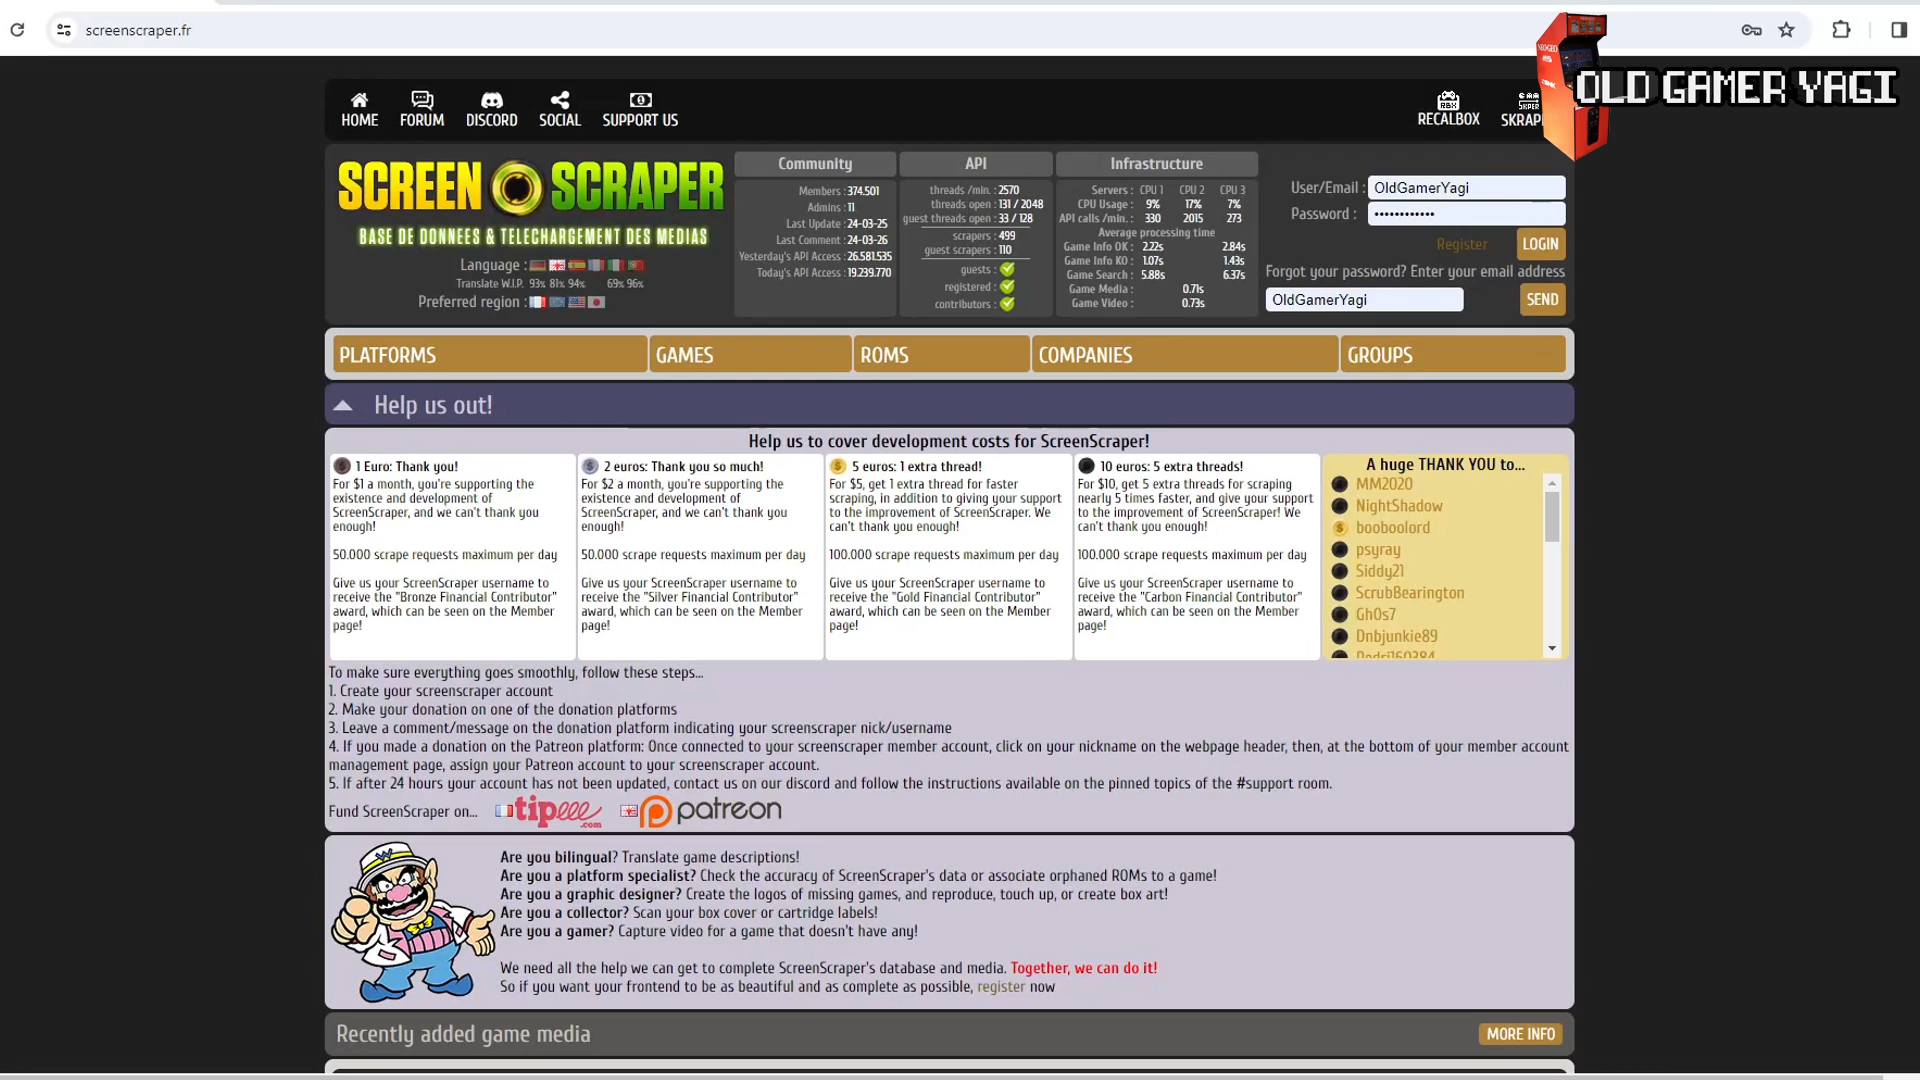 screenscraper.fr
OLD GAMER YAGI
HOME
FORUM
DISCORD
SOCIAL
SUPPORT US
RECALBOX
SCREEN SCRAPER
BASE DE DONNEES & TELECHARGEMENT DES MEDIAS
Language :
Translate W.I.P. 93% 81% 94% 69% 96%
Preferred region :
Community
Members : 374.501
Admins : 11
Last Update : 24-03-25
Last Comment : 24-03-26
Yesterday's API Access : 26.581.535
Today's API Access : 19.239.770
API
threads /min. : 2570
threads open : 131 / 2048
guest threads open : 33 / 128
scrapers : 499
guest scrapers : 110
guests :
registered :
contributors :
Infrastructure
Servers : CPU 1 CPU 2 CPU 3
CPU Usage : 9% 17% 7%
API calls /min. : 330 2015 273
Average processing time
Game Info OK : 2.22s 2.84s
Game Info KO : 1.07s 1.43s
Game Search : 5.88s 6.37s
Game Media : 0.71s
Game Video : 0.73s
User/Email : OldGamerYagi
Password : ••••••••••••
Register LOGIN
Forgot your password? Enter your email address
OldGamerYagi SEND
PLATFORMS
GAMES
ROMS
COMPANIES
GROUPS
Help us out!
Help us to cover development costs for ScreenScraper!
1 Euro: Thank you!
For $1 a month, you're supporting the
existence and development of
ScreenScraper, and we can't thank you
enough!
50.000 scrape requests maximum per day
Give us your ScreenScraper username to
receive the "Bronze Financial Contributor"
award, which can be seen on the Member
page!
2 euros: Thank you so much!
For $2 a month, you're supporting the
existence and development of
ScreenScraper, and we can't thank you
enough!
50.000 scrape requests maximum per day
Give us your ScreenScraper username to
receive the "Silver Financial Contributor"
award, which can be seen on the Member
page!
5 euros: 1 extra thread!
For $5, get 1 extra thread for faster
scraping, in addition to giving your support
to the improvement of ScreenScraper. We
can't thank you enough!
100.000 scrape requests maximum per day
Give us your ScreenScraper username to
receive the "Gold Financial Contributor"
award, which can be seen on the Member
page!
10 euros: 5 extra threads!
For $10, get 5 extra threads for scraping
nearly 5 times faster, and give your support
to the improvement of ScreenScraper! We
can't thank you enough!
100.000 scrape requests maximum per day
Give us your ScreenScraper username to
receive the "Carbon Financial Contributor"
award, which can be seen on the Member
page!
A huge THANK YOU to...
MM2020
NightShadow
booboolord
psyray
Siddy21
ScrubBearington
Gh0s7
Dnbjunkie89
To make sure everything goes smoothly, follow these steps...
1. Create your screenscraper account
2. Make your donation on one of the donation platforms
3. Leave a comment/message on the donation platform indicating your screenscraper nick/username
4. If you made a donation on the Patreon platform: Once connected to your screenscraper member account, click on your nickname on the webpage header, then, at the bottom of your member account
management page, assign your Patreon account to your screenscraper account.
5. If after 24 hours your account has not been updated, contact us on our discord and follow the instructions available on the pinned topics of the #support room.
Fund ScreenScraper on... tipeee.com patreon
Are you bilingual? Translate game descriptions!
Are you a platform specialist? Check the accuracy of ScreenScraper's data or associate orphaned ROMs to a game!
Are you a graphic designer? Create the logos of missing games, and reproduce, touch up, or create box art!
Are you a collector? Scan your box cover or cartridge labels!
Are you a gamer? Capture video for a game that doesn't have any!
We need all the help we can get to complete ScreenScraper's database and media. Together, we can do it!
So if you want your frontend to be as beautiful and as complete as possible, register now
Recently added game media
MORE INFO